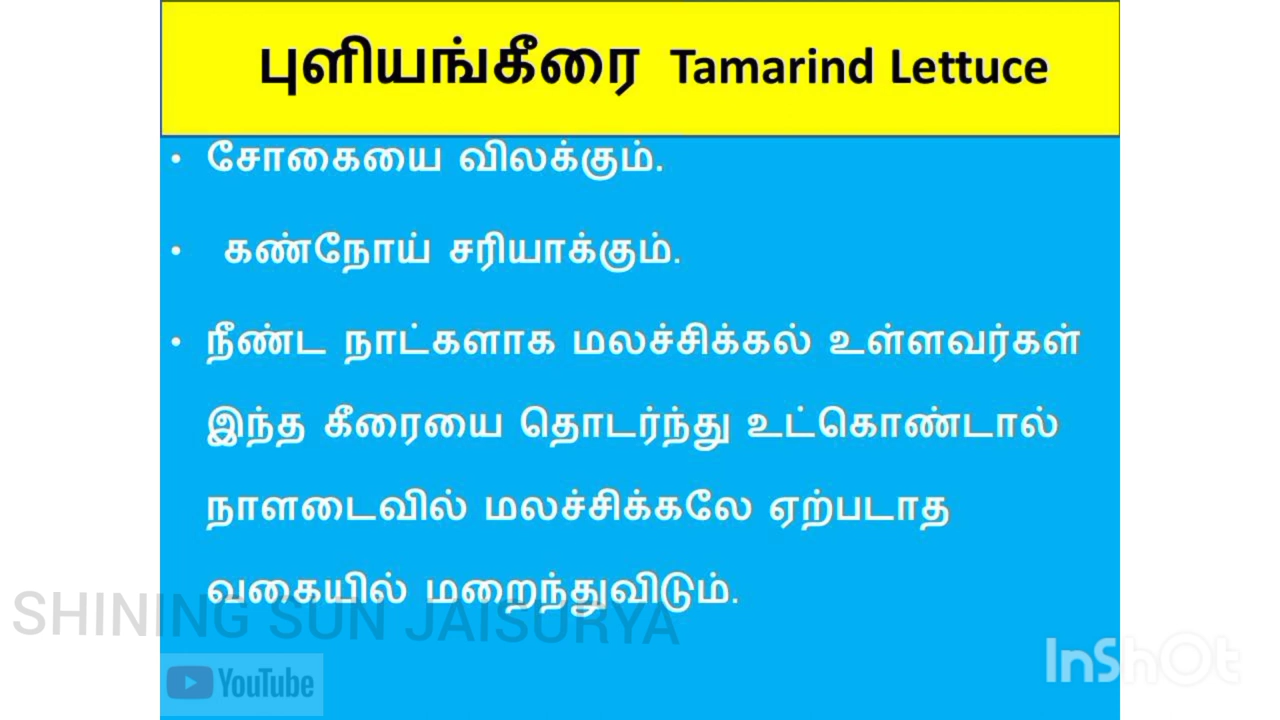 புளியங்கீரை Tamarind Lettuce
• சோகையை விலக்கும்.
• கண்நோய் சரியாக்கும்.
• நீண்ட நாட்களாக மலச்சிக்கல் உள்ளவர்கள்
இந்த கீரையை தொடர்ந்து உட்கொண்டால்
நாளடைவில் மலச்சிக்கலே ஏற்படாத
வகையில் மறைந்துவிடும்.
SHINING SUN JAISURYA
YouTube
InShOt